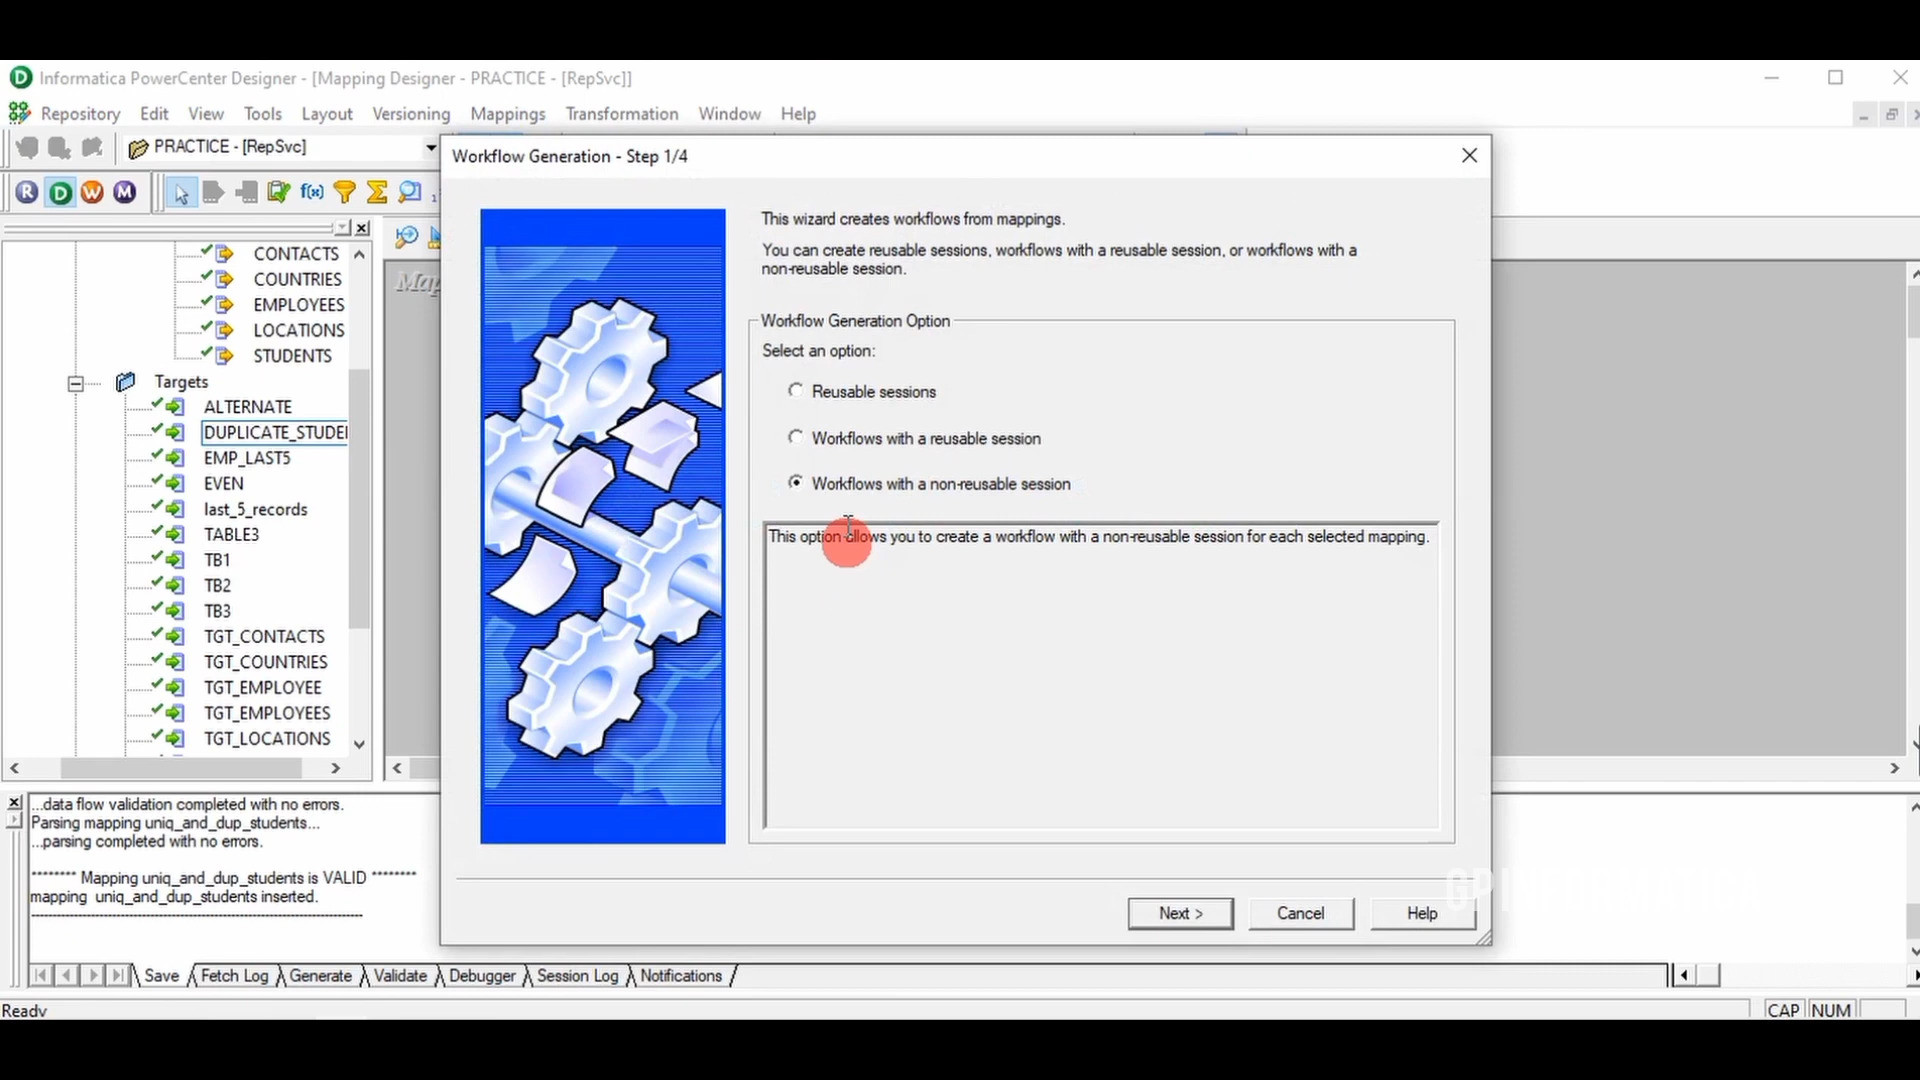 Informatica PowerCenter Designer - [Mapping Designer - PRACTICE - [RepSvc]]
Repository Edit View Tools Layout Versioning Mappings Transformation Window Help
PRACTICE - [RepSvc]
Workflow Generation - Step 1/4
R D W M f(x)
This wizard creates workflows from mappings.
You can create reusable sessions, workflows with a reusable session, or workflows with a
non-reusable session.
Workflow Generation Option
Select an option:
Reusable sessions
Workflows with a reusable session
Workflows with a non-reusable session
This option allows you to create a workflow with a non-reusable session for each selected mapping.
Next >
Cancel
Help
CONTACTS
COUNTRIES
EMPLOYEES
LOCATIONS
STUDENTS
Targets
ALTERNATE
DUPLICATE_STUDE
EMP_LAST5
EVEN
last_5_records
TABLE3
TB1
TB2
TB3
TGT_CONTACTS
TGT_COUNTRIES
TGT_EMPLOYEE
TGT_EMPLOYEES
TGT_LOCATIONS
Map
...data flow validation completed with no errors.
Parsing mapping uniq_and_dup_students...
...parsing completed with no errors.
******** Mapping uniq_and_dup_students is VALID ********
mapping uniq_and_dup_students inserted.
Save Fetch Log Generate Validate Debugger Session Log Notifications
Ready
CAP NUM